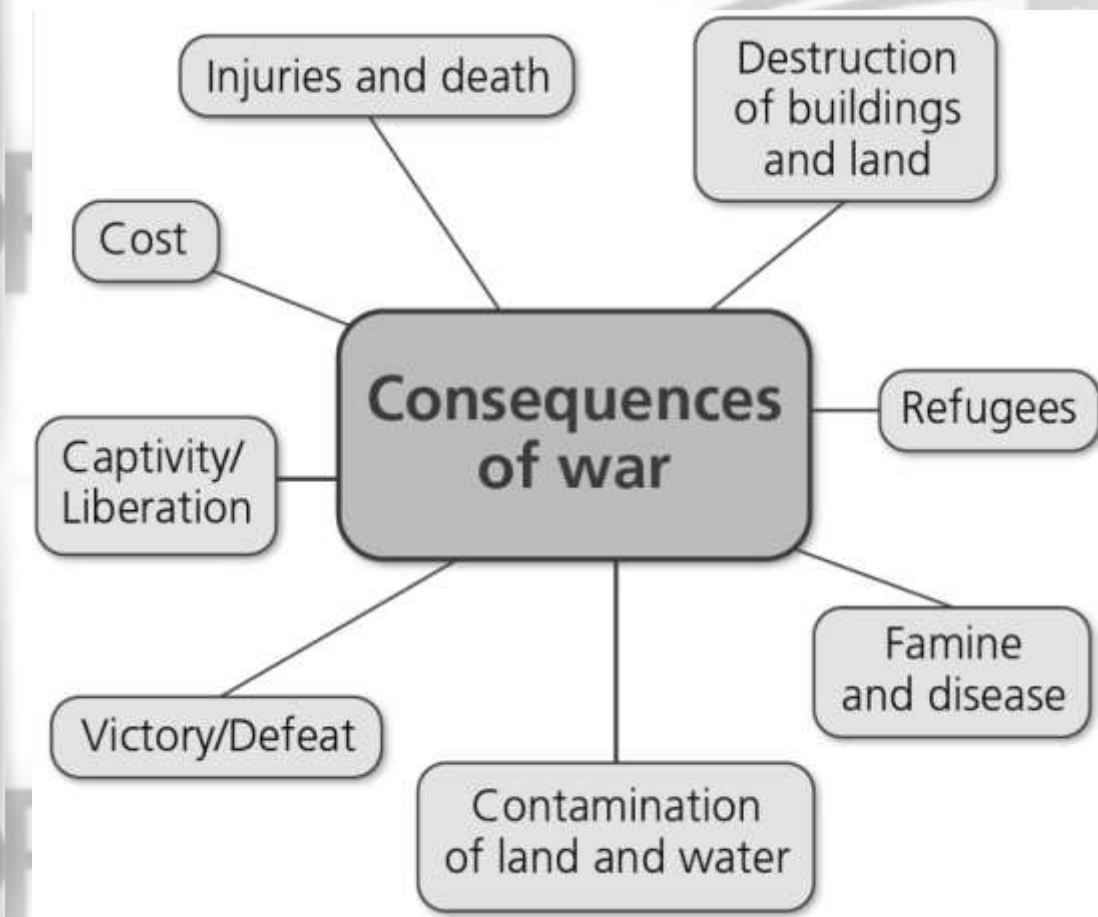 Injuries and death
Destruction
of buildings
and land
Cost
Consequences
of war
Refugees
Captivity/
Liberation
Famine
and disease
Victory/Defeat
Contamination
of land and water